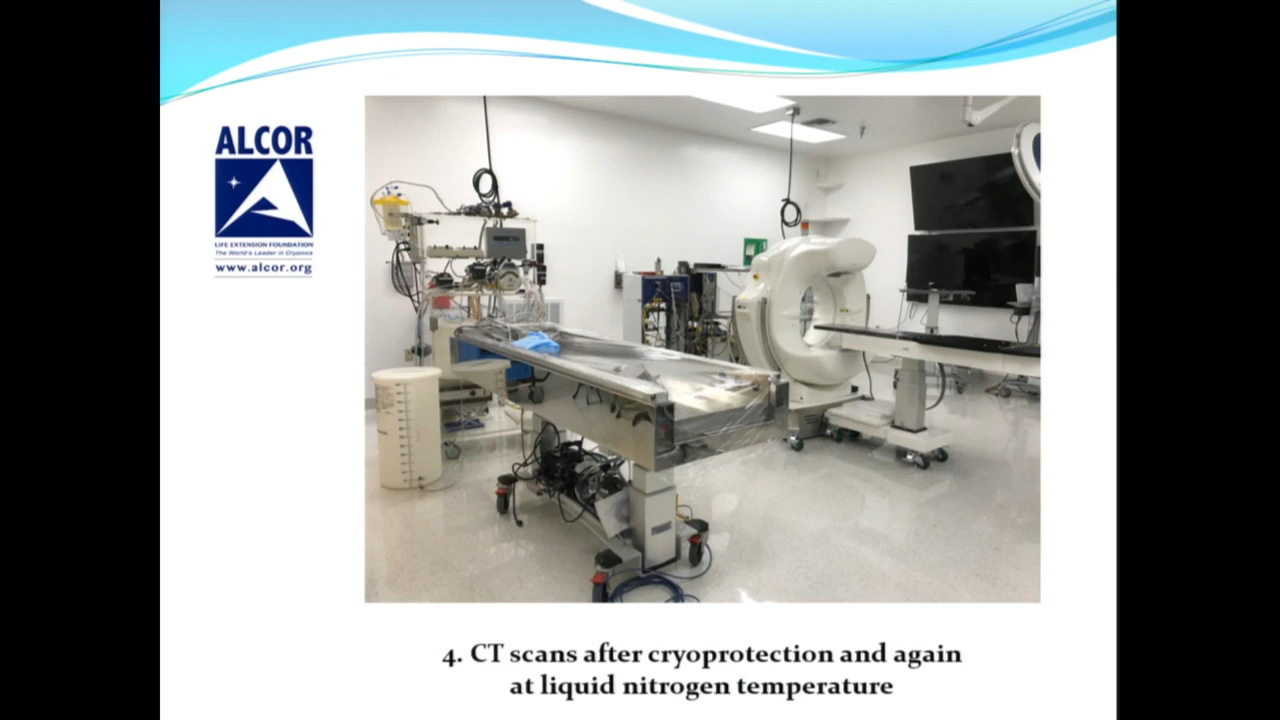 ALCOR
LIFE EXTENSION FOUNDATION
The World's Leader in Cryonics
www.alcor.org
4. CT scans after cryoprotection and again
at liquid nitrogen temperature